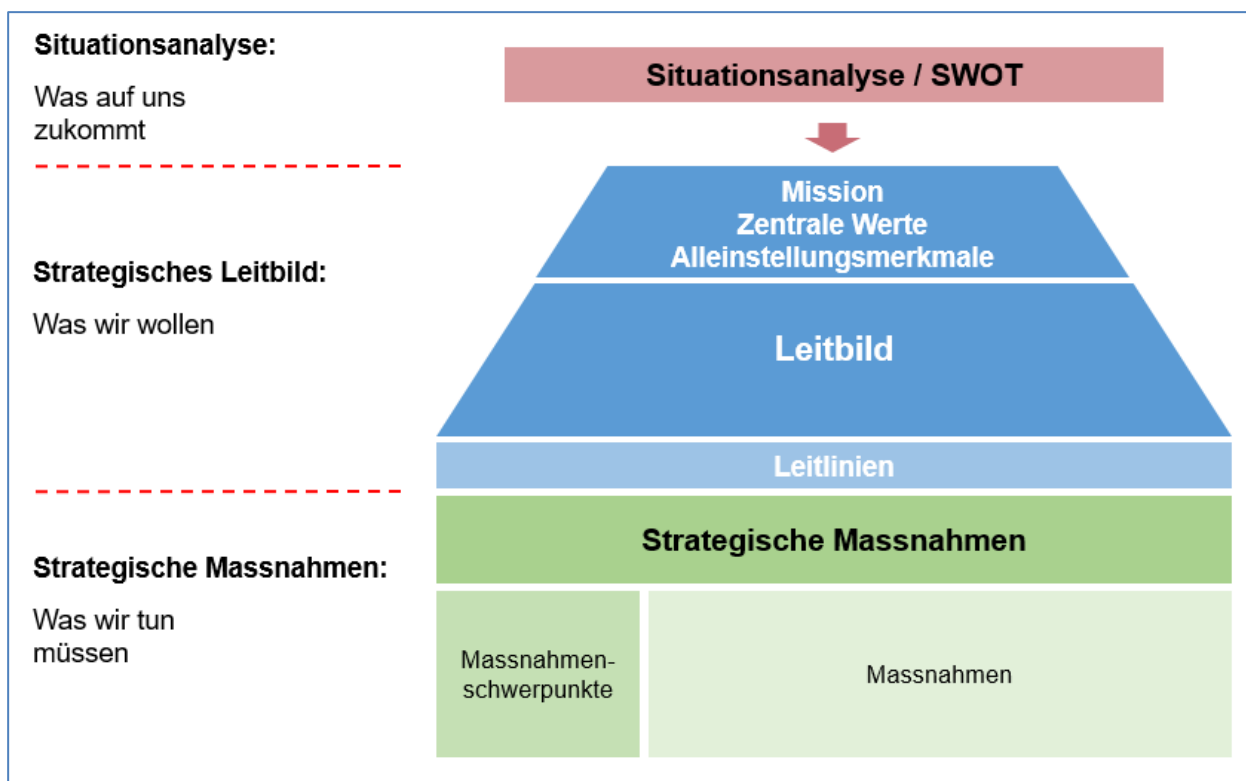 Situationsanalyse:
Was auf uns
zukommt
Situationsanalyse / SWOT
Mission
Zentrale Werte
Alleinstellungsmerkmale
Strategisches Leitbild:
Was wir wollen
Leitbild
Leitlinien
Strategische Massnahmen
Strategische Massnahmen:
Was wir tun
müssen
Massnahmen-
schwerpunkte
Massnahmen